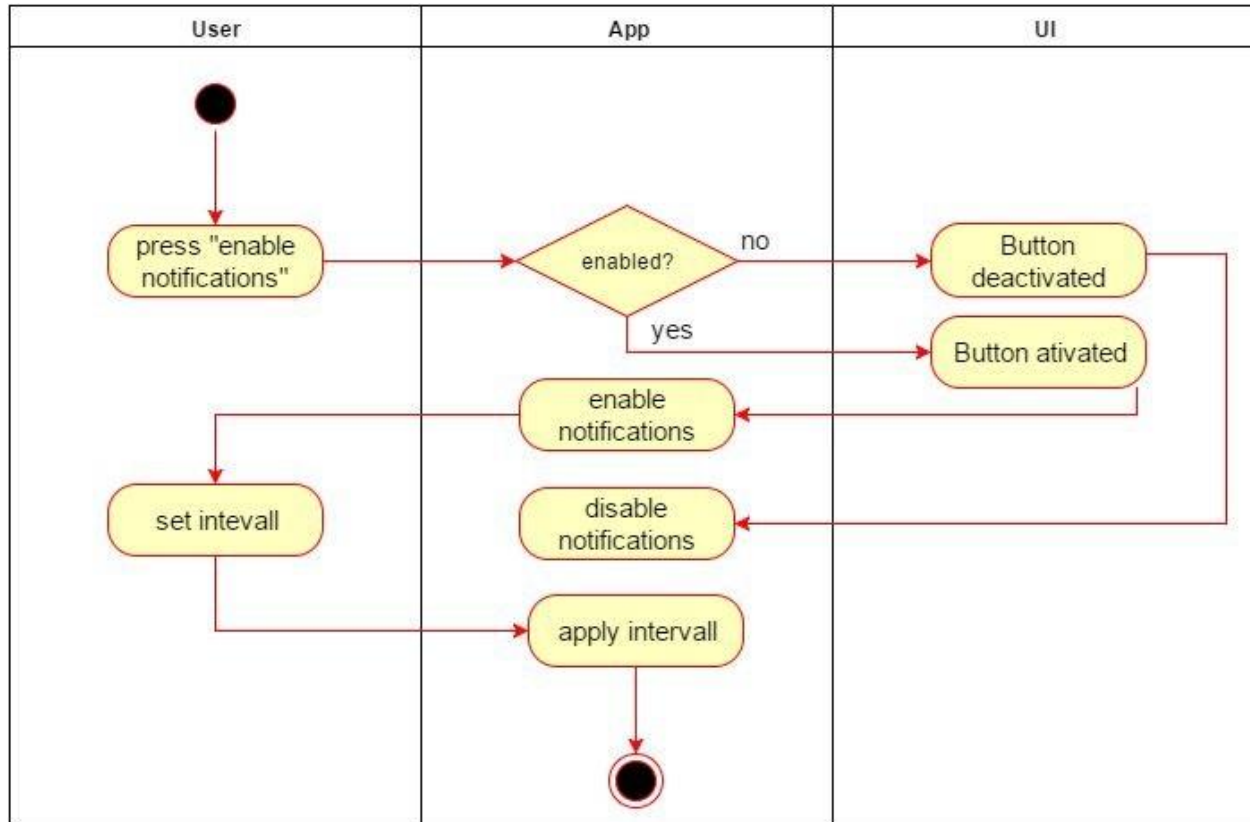 User
App
UI
press "enable
notifications"
enabled?
no
Button
deactivated
yes
Button ativated
enable
notifications
set intevall
disable
notifications
apply intervall